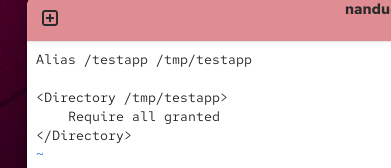 nandu
Alias /testapp /tmp/testapp
<Directory /tmp/testapp>
    Require all granted
</Directory>
~